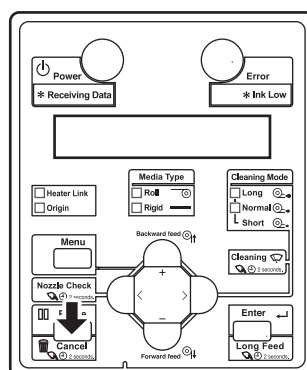 Power
Error
* Receiving Data
* Ink Low
Media Type
Roll
Rigid
Cleaning Mode
Long
Normal
Short
Heater Link
Origin
Menu
Backward feed
Cleaning
2 seconds.
Nozzle Check
2 seconds.
+
< >
−
Enter
Cancel
2 seconds.
Forward feed
Long Feed
2 seconds.